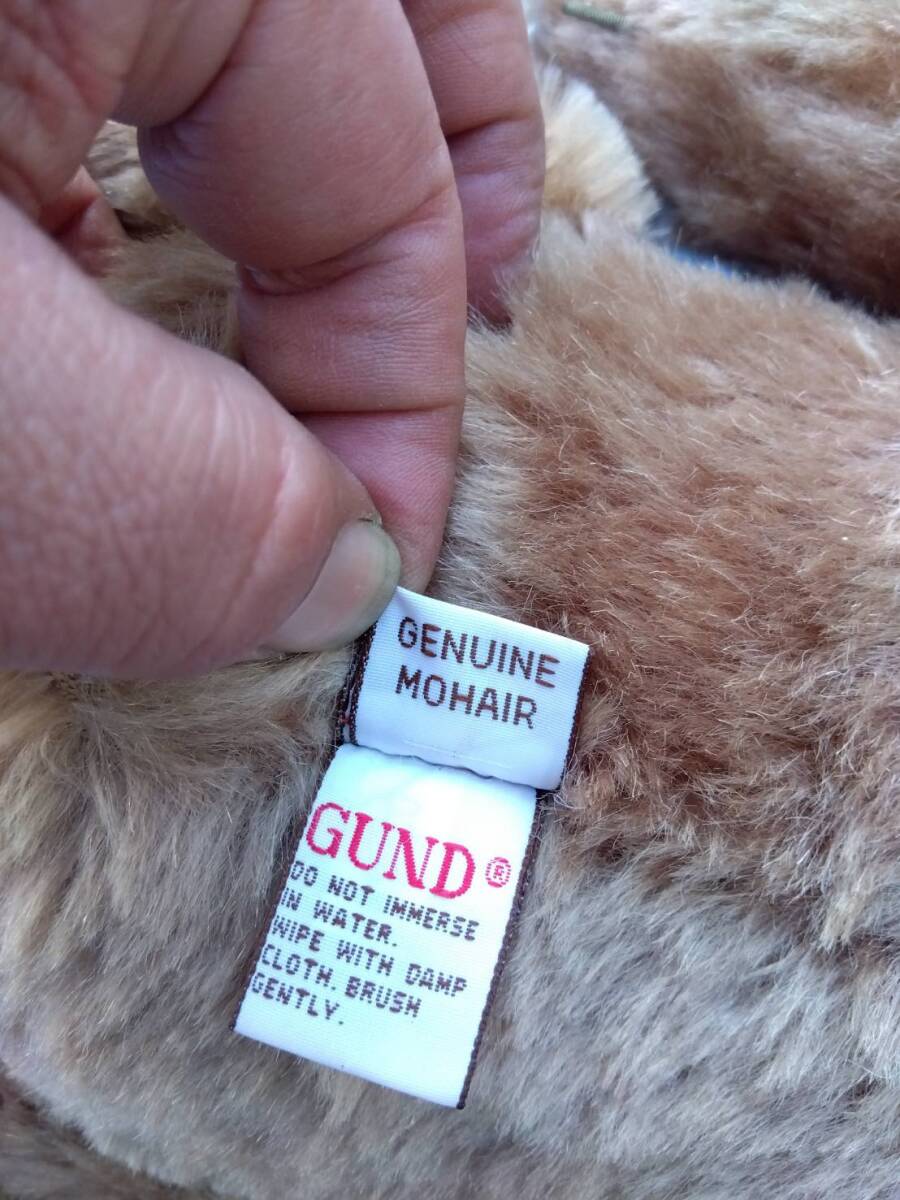 GENUINE
MOHAIR
GUND®
DO NOT IMMERSE
IN WATER.
WIPE WITH DAMP
CLOTH. BRUSH
GENTLY.